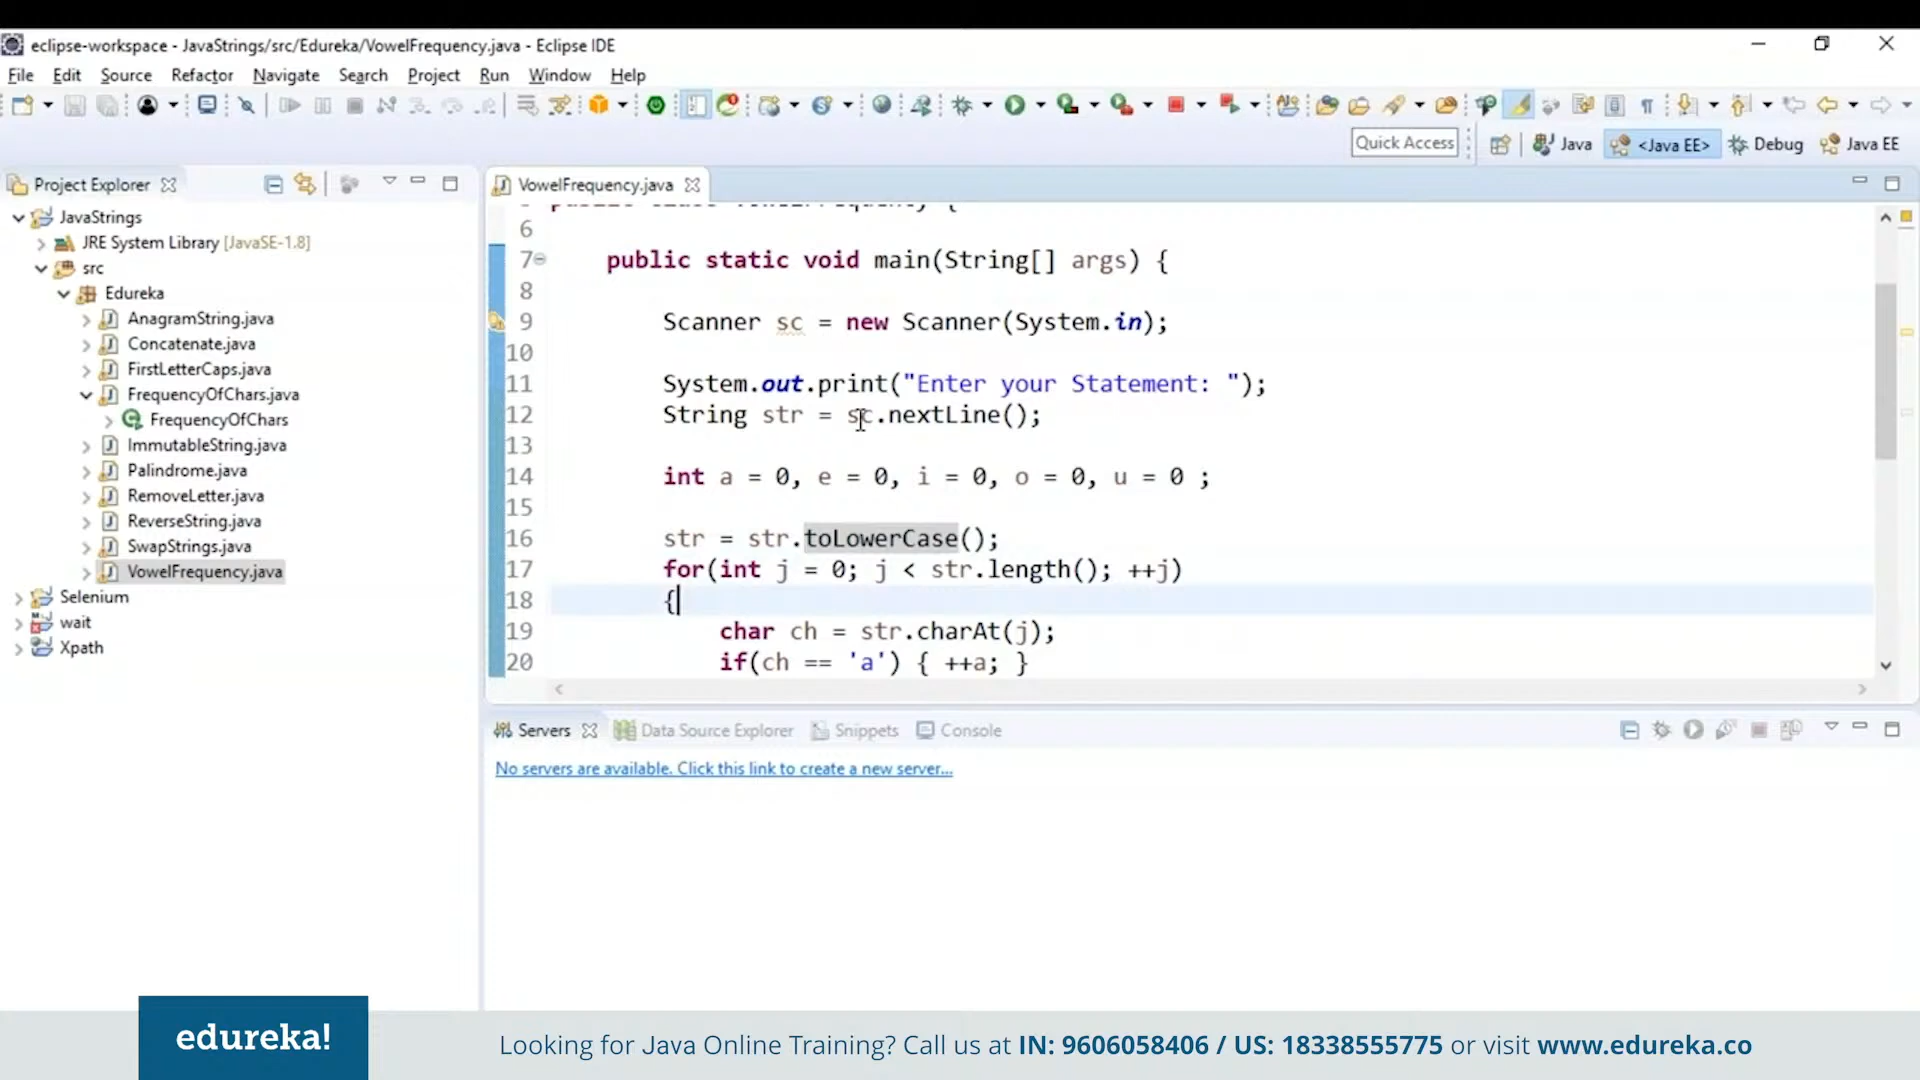 eclipse-workspace - JavaStrings/src/Edureka/VowelFrequency.java - Eclipse IDE
File Edit Source Refactor Navigate Search Project Run Window Help
Quick Access Java <Java EE> Debug Java EE
Project Explorer
JavaStrings
JRE System Library [JavaSE-1.8]
src
Edureka
AnagramString.java
Concatenate.java
FirstLetterCaps.java
FrequencyOfChars.java
FrequencyOfChars
ImmutableString.java
Palindrome.java
RemoveLetter.java
ReverseString.java
SwapStrings.java
VowelFrequency.java
Selenium
wait
Xpath
VowelFrequency.java
6
7 public static void main(String[] args) {
8
9 Scanner sc = new Scanner(System.in);
10
11 System.out.print("Enter your Statement: ");
12 String str = sc.nextLine();
13
14 int a = 0, e = 0, i = 0, o = 0, u = 0 ;
15
16 str = str.toLowerCase();
17 for(int j = 0; j < str.length(); ++j)
18 {
19 char ch = str.charAt(j);
20 if(ch == 'a') { ++a; }
Servers Data Source Explorer Snippets Console
No servers are available. Click this link to create a new server...
edureka!
Looking for Java Online Training? Call us at IN: 9606058406 / US: 18338555775 or visit www.edureka.co